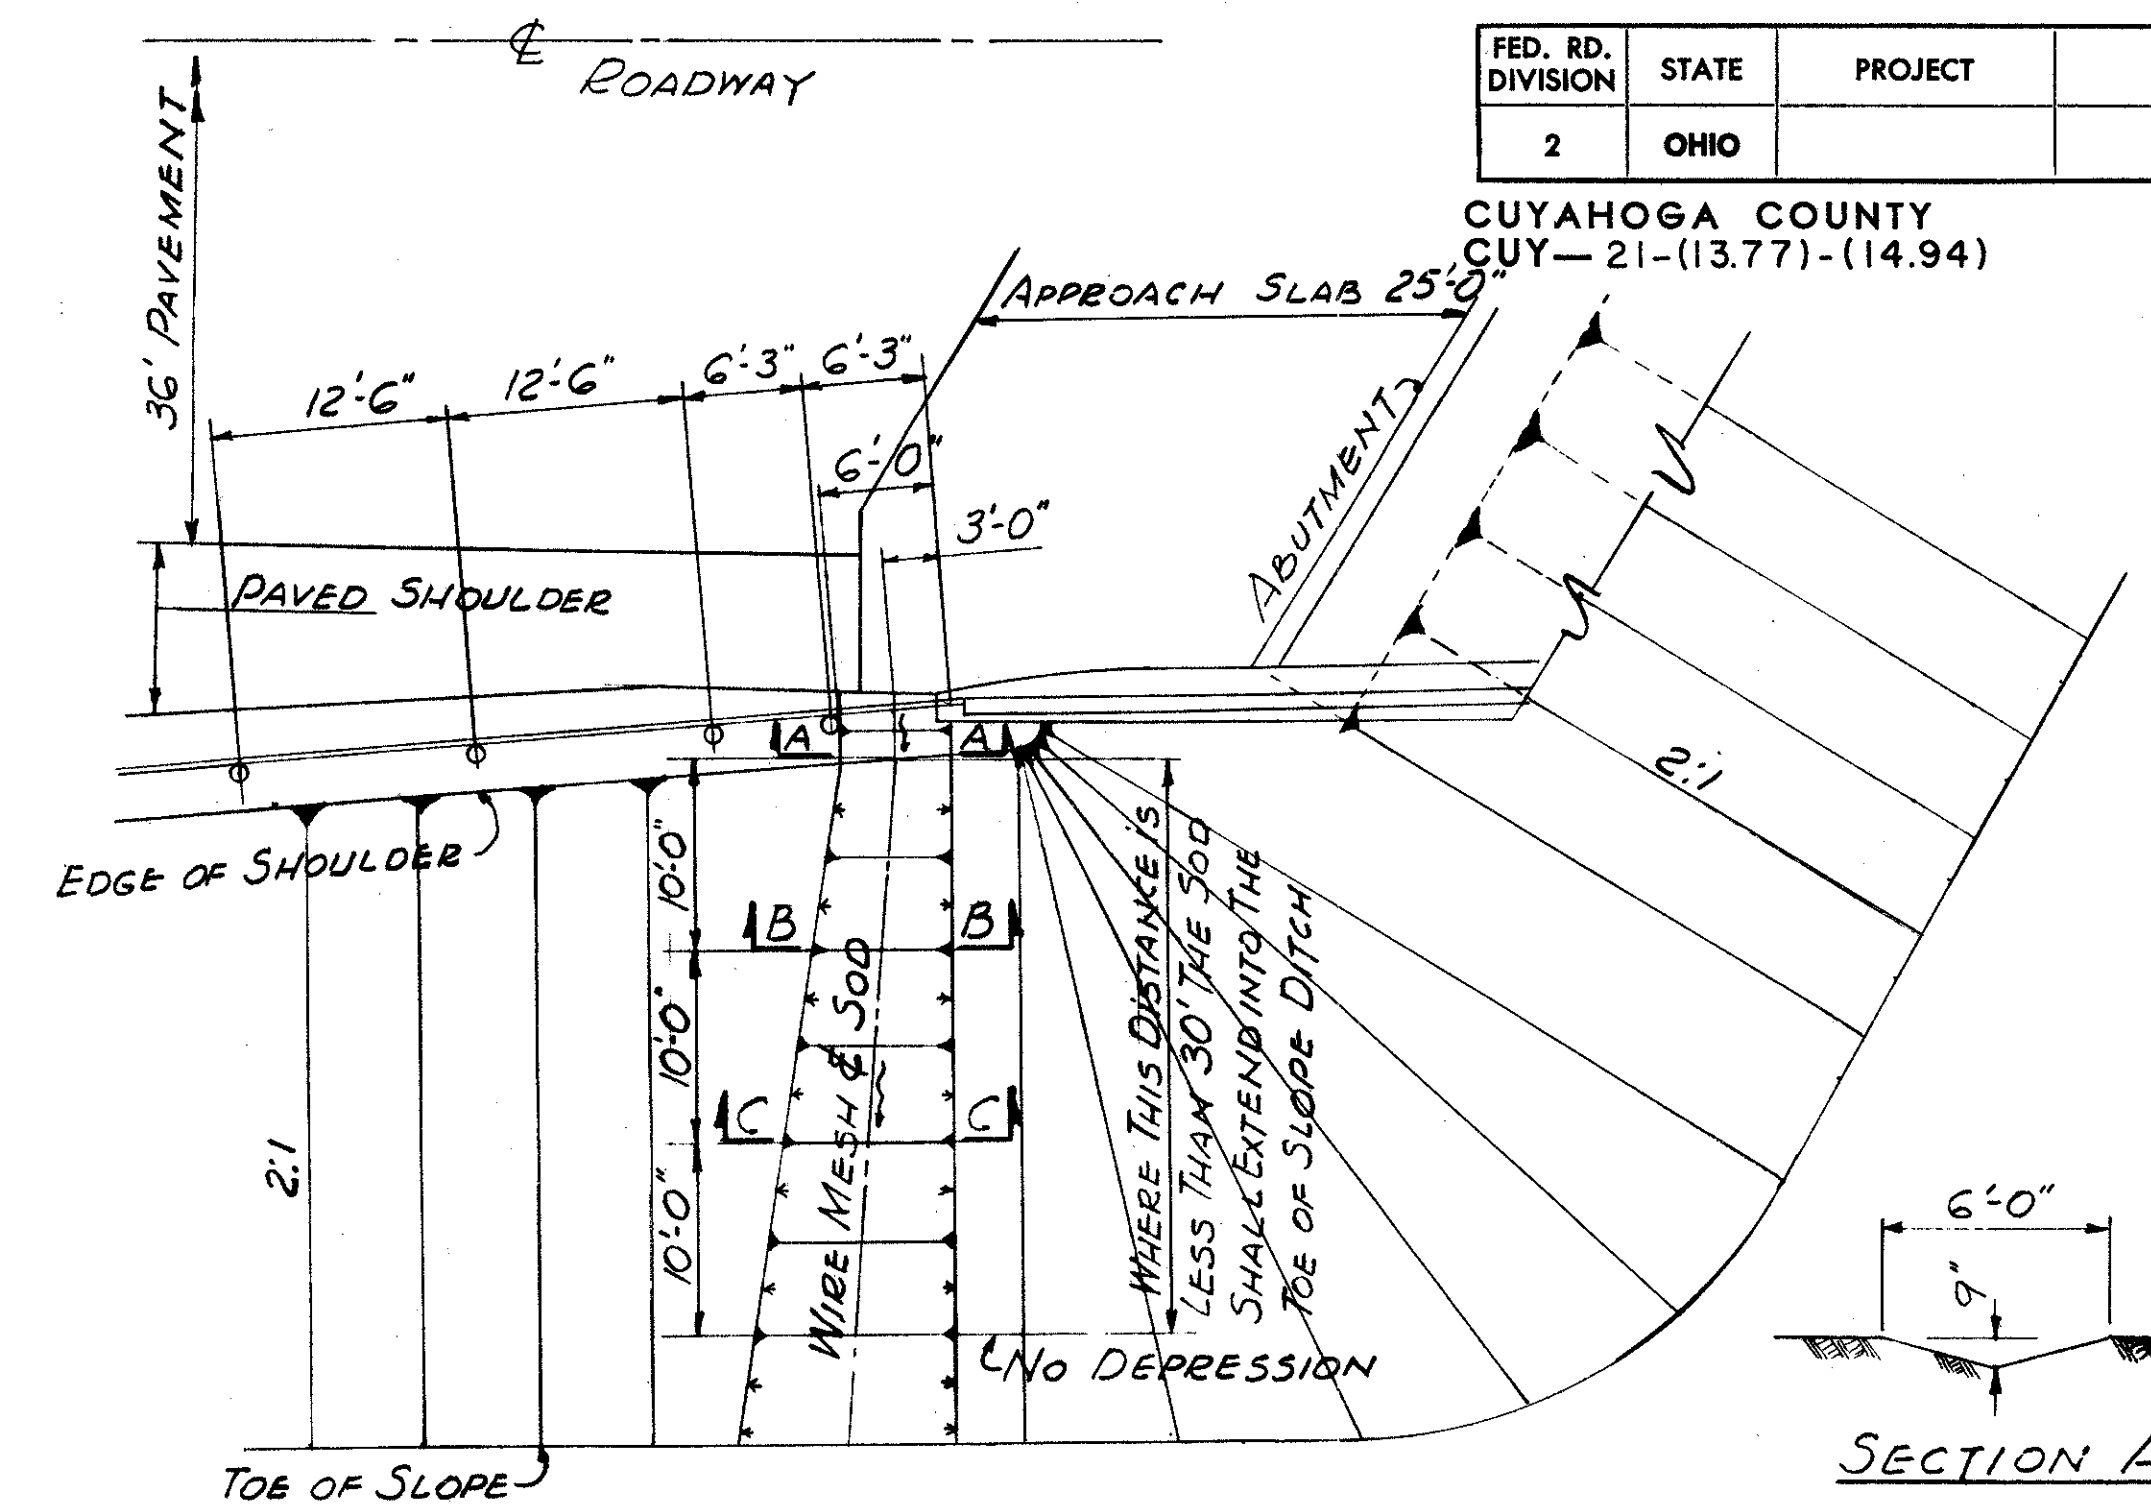 ℄
ROADWAY
FED. RD.
DIVISION
STATE
PROJECT
2
OHIO
CUYAHOGA COUNTY
CUY— 21-(13.77)-(14.94)
36' PAVEMENT
APPROACH SLAB 25'-0"
12'-6"
12'-6"
6'-3"
6'-3"
6'-0"
3'-0"
ABUTMENT
PAVED SHOULDER
A
A
2:1
EDGE OF SHOULDER
10'-0"
B
B
10'-0"
C
C
10'-0"
2:1
WIRE MESH & SOD
WHERE THIS DISTANCE IS
LESS THAN 30' THE SOD
SHALL EXTEND INTO THE
TOE OF SLOPE DITCH
NO DEPRESSION
TOE OF SLOPE
6'-0"
9"
SECTION A